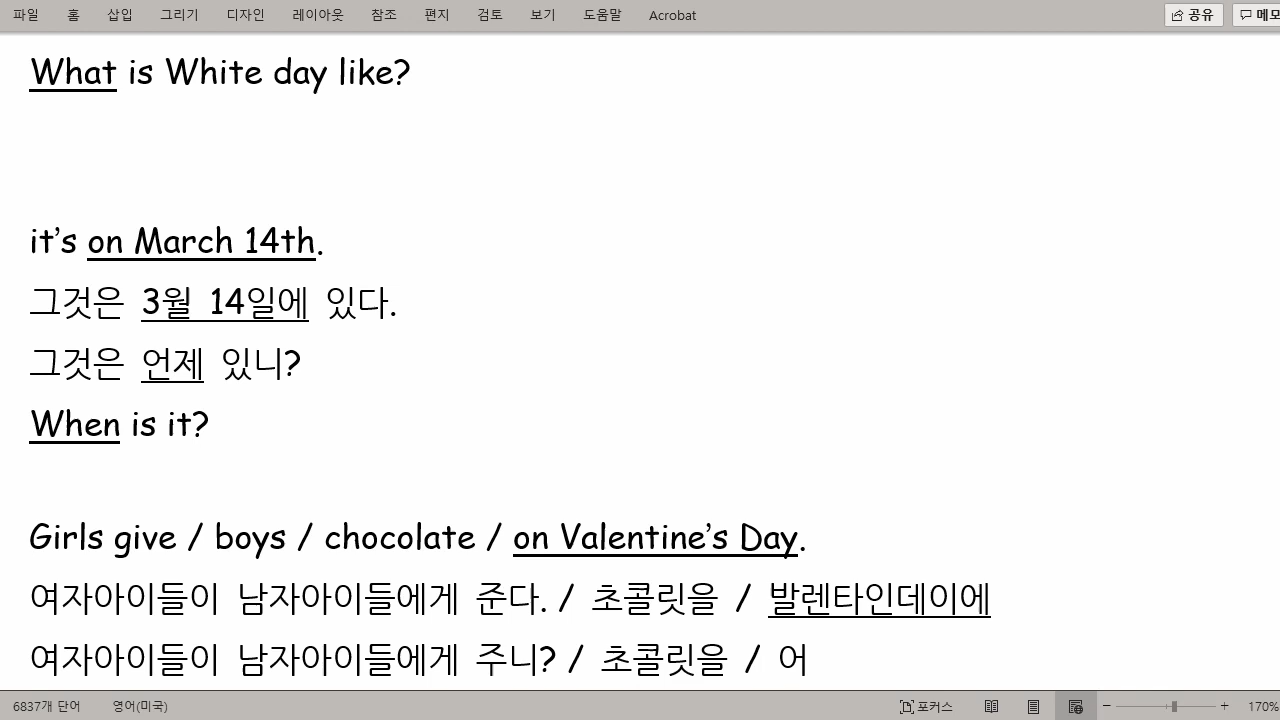 파일 홈 삽입 그리기 디자인 레이아웃 참조 편지 검토 보기 도움말 Acrobat 공유 메모
What is White day like?
it's on March 14th.
그것은 3월 14일에 있다.
그것은 언제 있니?
When is it?
Girls give / boys / chocolate / on Valentine's Day.
여자아이들이 남자아이들에게 준다. / 초콜릿을 / 발렌타인데이에
여자아이들이 남자아이들에게 주니? / 초콜릿을 / 어
6837개 단어 영어(미국) 포커스 170%